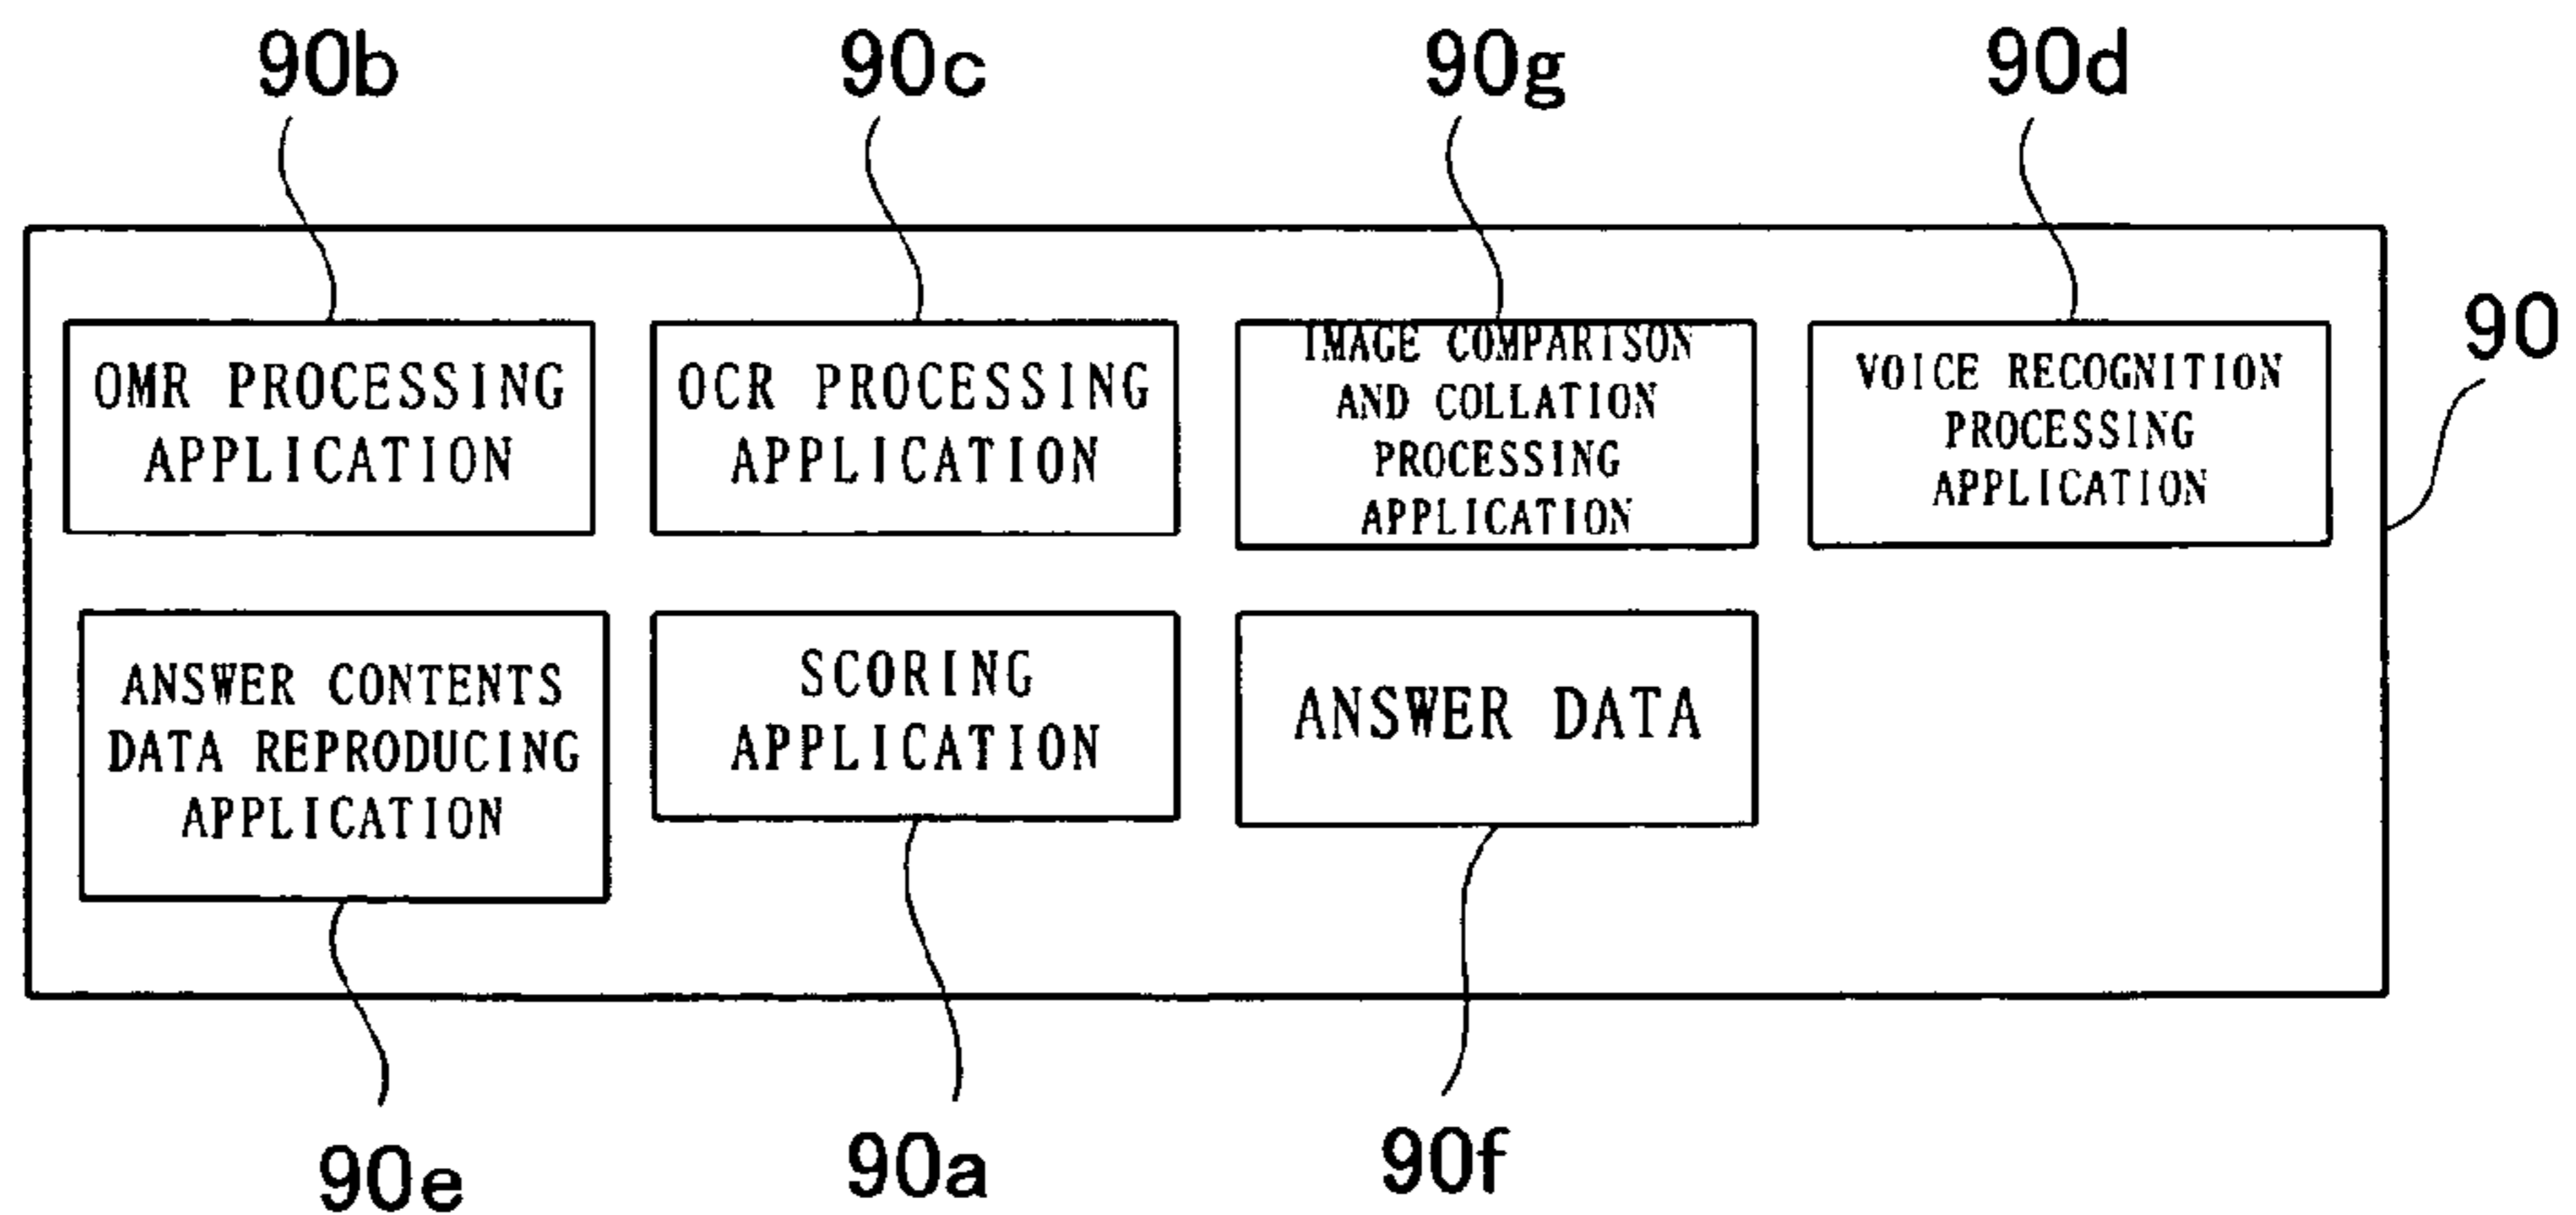 90b
90c
90g
90d
90
OMR PROCESSING
APPLICATION
OCR PROCESSING
APPLICATION
IMAGE COMPARISON
AND COLLATION
PROCESSING
APPLICATION
VOICE RECOGNITION
PROCESSING
APPLICATION
ANSWER CONTENTS
DATA REPRODUCING
APPLICATION
SCORING
APPLICATION
ANSWER DATA
90e
90a
90f